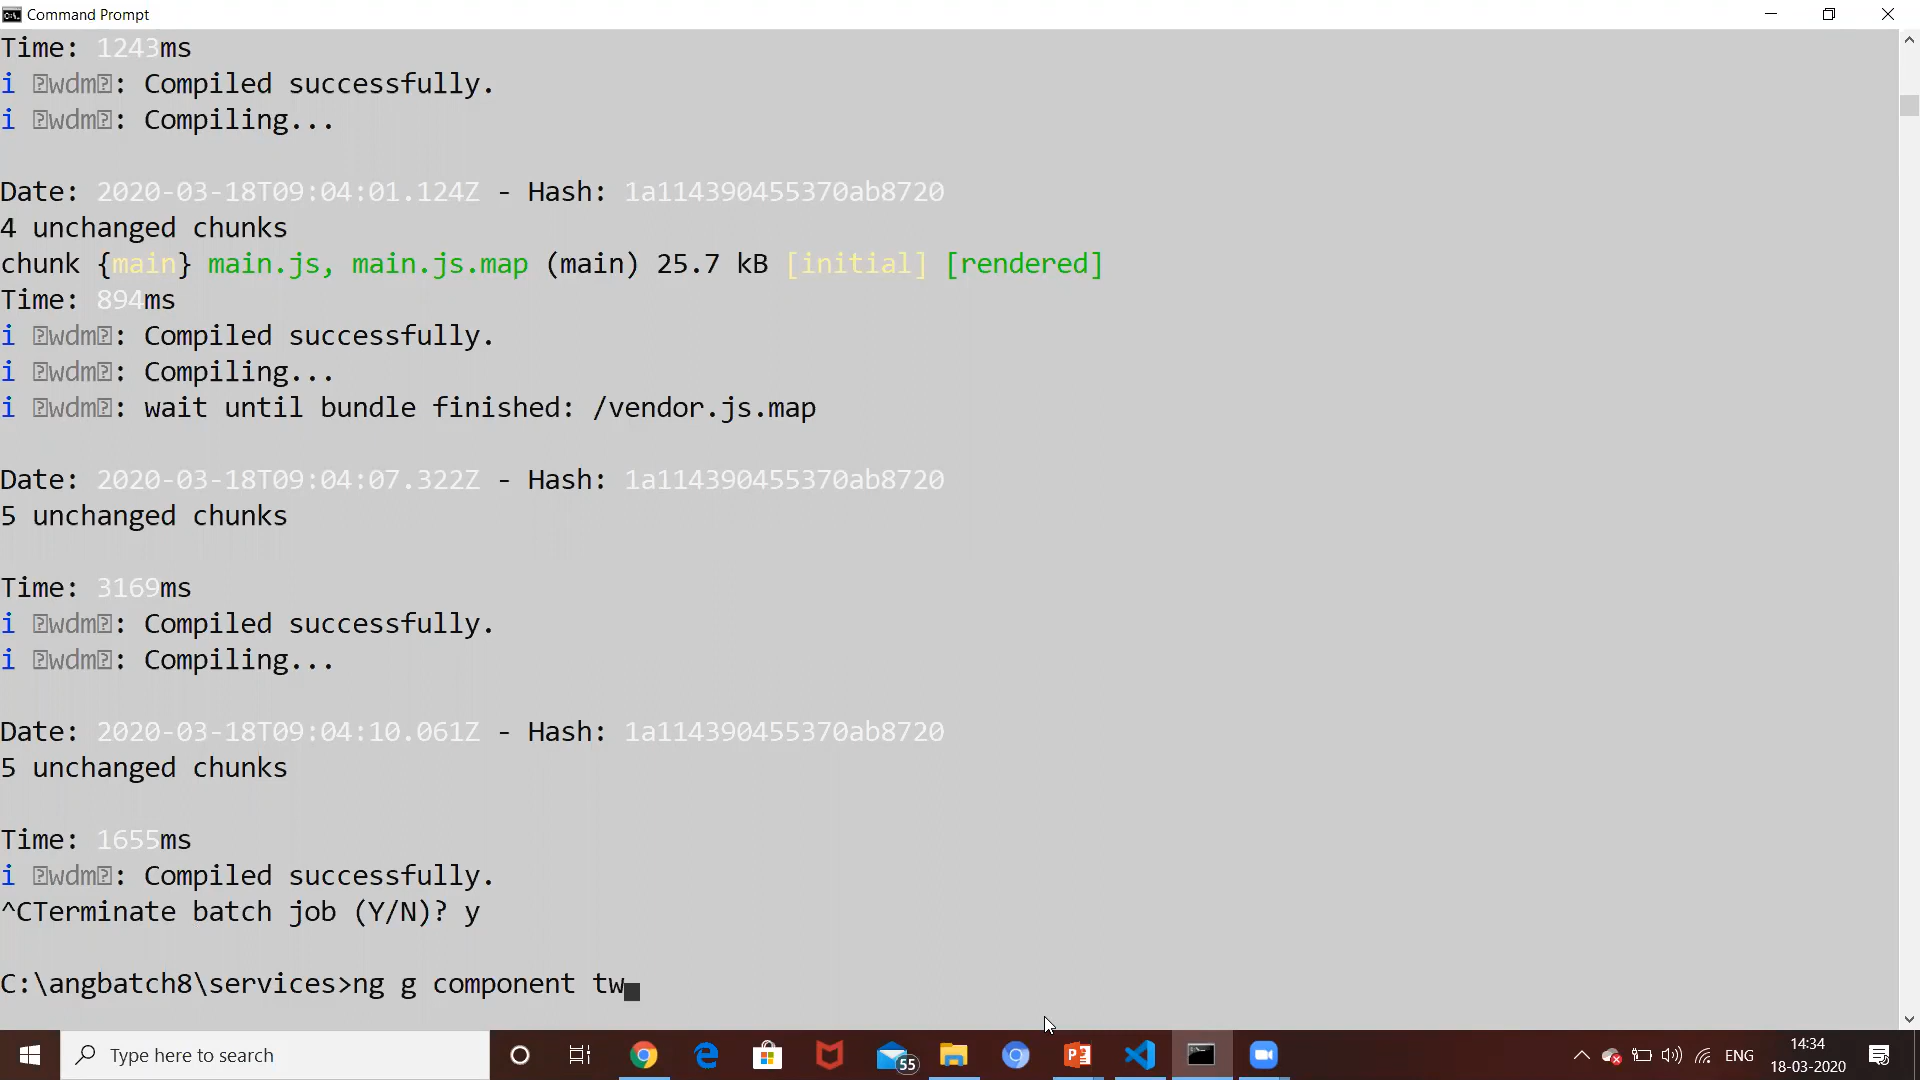 Command Prompt
Time: 1243ms
i ⍰wdm⍰: Compiled successfully.
i ⍰wdm⍰: Compiling...
Date: 2020-03-18T09:04:01.124Z - Hash: 1a114390455370ab8720
4 unchanged chunks
chunk {main} main.js, main.js.map (main) 25.7 kB [initial] [rendered]
Time: 894ms
i ⍰wdm⍰: Compiled successfully.
i ⍰wdm⍰: Compiling...
i ⍰wdm⍰: wait until bundle finished: /vendor.js.map
Date: 2020-03-18T09:04:07.322Z - Hash: 1a114390455370ab8720
5 unchanged chunks
Time: 3169ms
i ⍰wdm⍰: Compiled successfully.
i ⍰wdm⍰: Compiling...
Date: 2020-03-18T09:04:10.061Z - Hash: 1a114390455370ab8720
5 unchanged chunks
Time: 1655ms
i ⍰wdm⍰: Compiled successfully.
^CTerminate batch job (Y/N)? y
C:\angbatch8\services>ng g component tw
Type here to search
55
ENG
14:34
18-03-2020